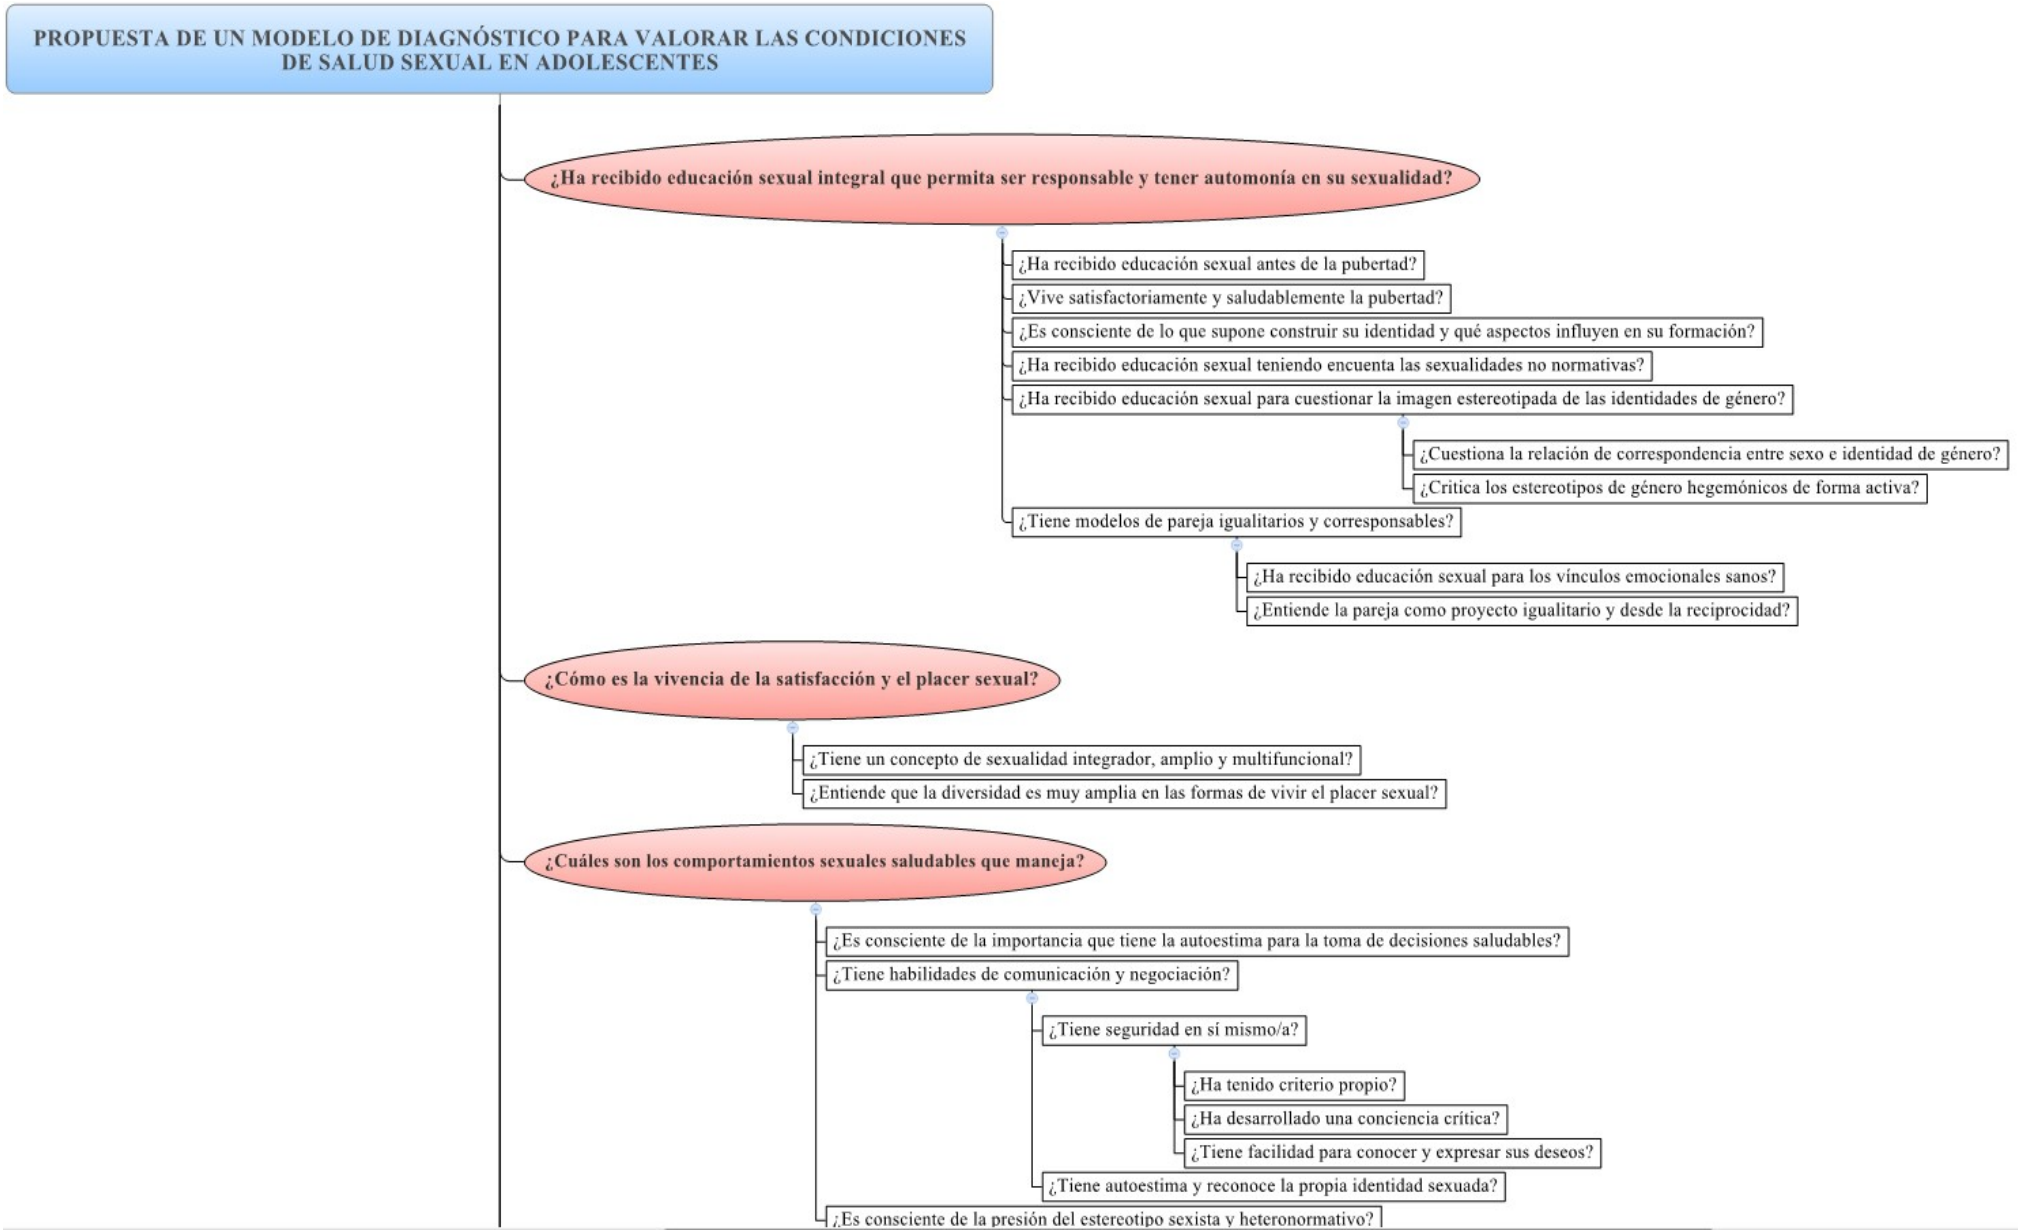 PROPUESTA DE UN MODELO DE DIAGNÓSTICO PARA VALORAR LAS CONDICIONES
DE SALUD SEXUAL EN ADOLESCENTES
¿Ha recibido educación sexual integral que permita ser responsable y tener automonía en su sexualidad?
¿Ha recibido educación sexual antes de la pubertad?
¿Vive satisfactoriamente y saludablemente la pubertad?
¿Es consciente de lo que supone construir su identidad y qué aspectos influyen en su formación?
¿Ha recibido educación sexual teniendo encuenta las sexualidades no normativas?
¿Ha recibido educación sexual para cuestionar la imagen estereotipada de las identidades de género?
¿Cuestiona la relación de correspondencia entre sexo e identidad de género?
¿Critica los estereotipos de género hegemónicos de forma activa?
¿Tiene modelos de pareja igualitarios y corresponsables?
¿Ha recibido educación sexual para los vínculos emocionales sanos?
¿Entiende la pareja como proyecto igualitario y desde la reciprocidad?
¿Cómo es la vivencia de la satisfacción y el placer sexual?
¿Tiene un concepto de sexualidad integrador, amplio y multifuncional?
¿Entiende que la diversidad es muy amplia en las formas de vivir el placer sexual?
¿Cuáles son los comportamientos sexuales saludables que maneja?
¿Es consciente de la importancia que tiene la autoestima para la toma de decisiones saludables?
¿Tiene habilidades de comunicación y negociación?
¿Tiene seguridad en sí mismo/a?
¿Ha tenido criterio propio?
¿Ha desarrollado una conciencia crítica?
¿Tiene facilidad para conocer y expresar sus deseos?
¿Tiene autoestima y reconoce la propia identidad sexuada?
¿Es consciente de la presión del estereotipo sexista y heteronormativo?